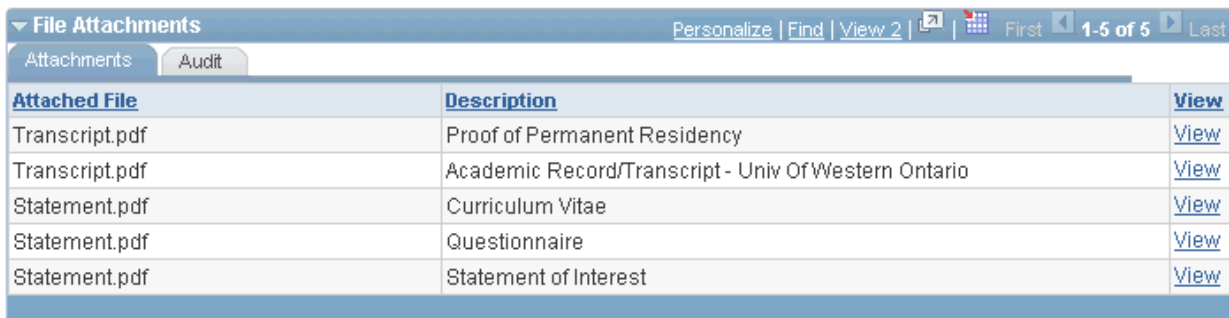 File Attachments Personalize | Find | View 2 | | First 1-5 of 5 Last
Attachments Audit
Attached File Description View
Transcript.pdf Proof of Permanent Residency View
Transcript.pdf Academic Record/Transcript - Univ Of Western Ontario View
Statement.pdf Curriculum Vitae View
Statement.pdf Questionnaire View
Statement.pdf Statement of Interest View